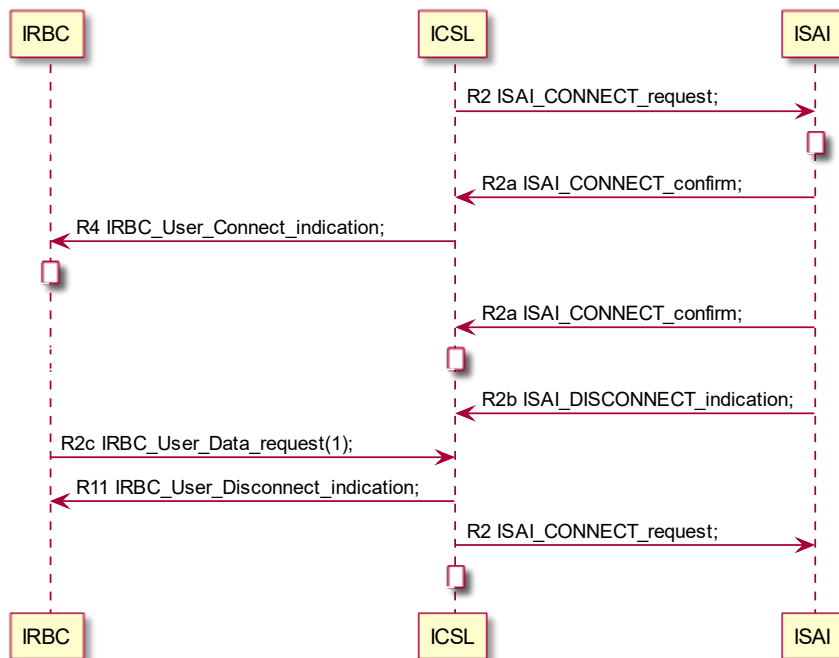 IRBC
ICSL
ISAI
R2 ISAI_CONNECT_request;
R2a ISAI_CONNECT_confirm;
R4 IRBC_User_Connect_indication;
R2a ISAI_CONNECT_confirm;
R2b ISAI_DISCONNECT_indication;
R2c IRBC_User_Data_request(1);
R11 IRBC_User_Disconnect_indication;
R2 ISAI_CONNECT_request;
IRBC
ICSL
ISAI